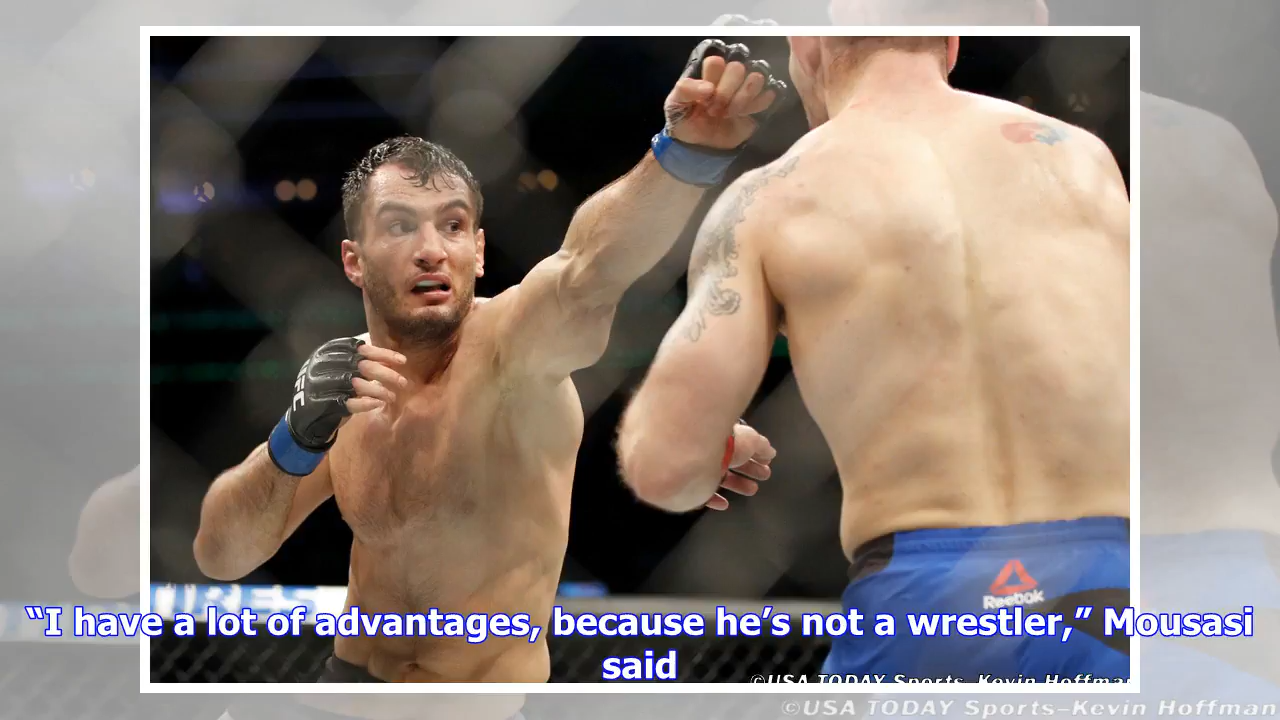 UFC
Reebok
“I have a lot of advantages, because he’s not a wrestler,” Mousasi
said
©USA TODAY Sports–Kevin Hoffman
©USA TODAY Sports–Kevin Hoffman